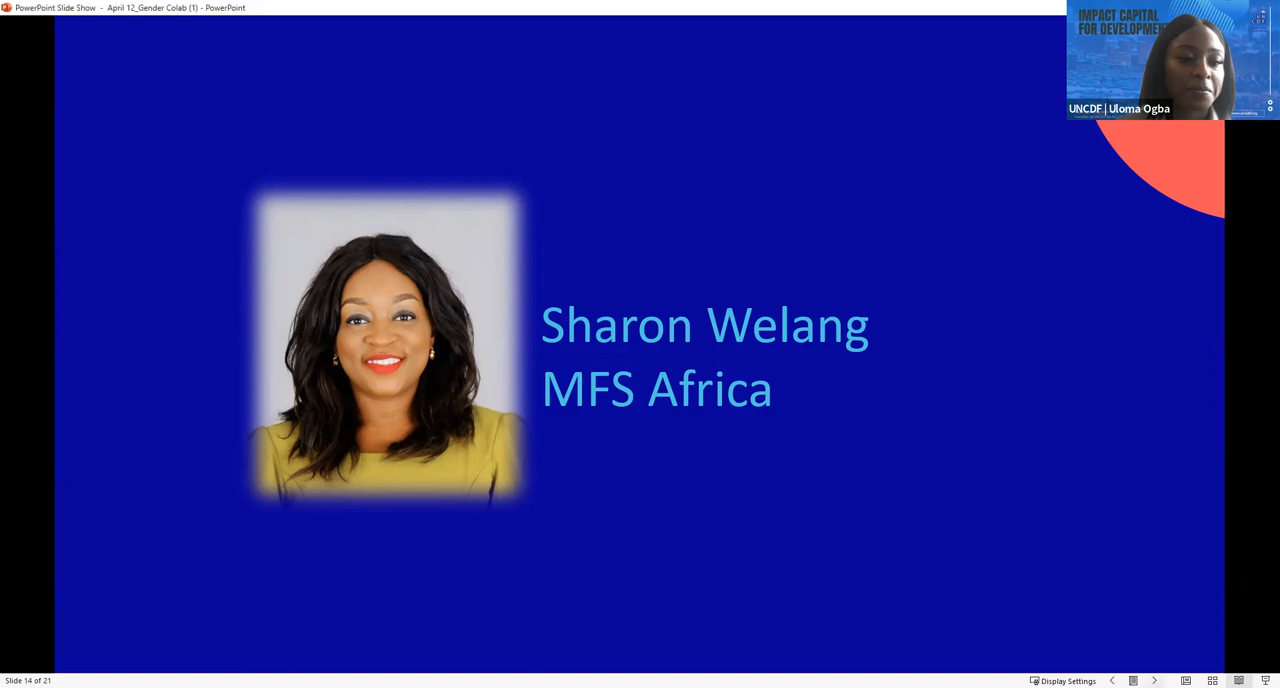 PowerPoint Slide Show - April 12_Gender Colab (1) - PowerPoint
IMPACT CAPITAL
FOR DEVELOPMEN
UNCDF | Uloma Ogba
Sharon Welang
MFS Africa
Slide 14 of 21
Display Settings